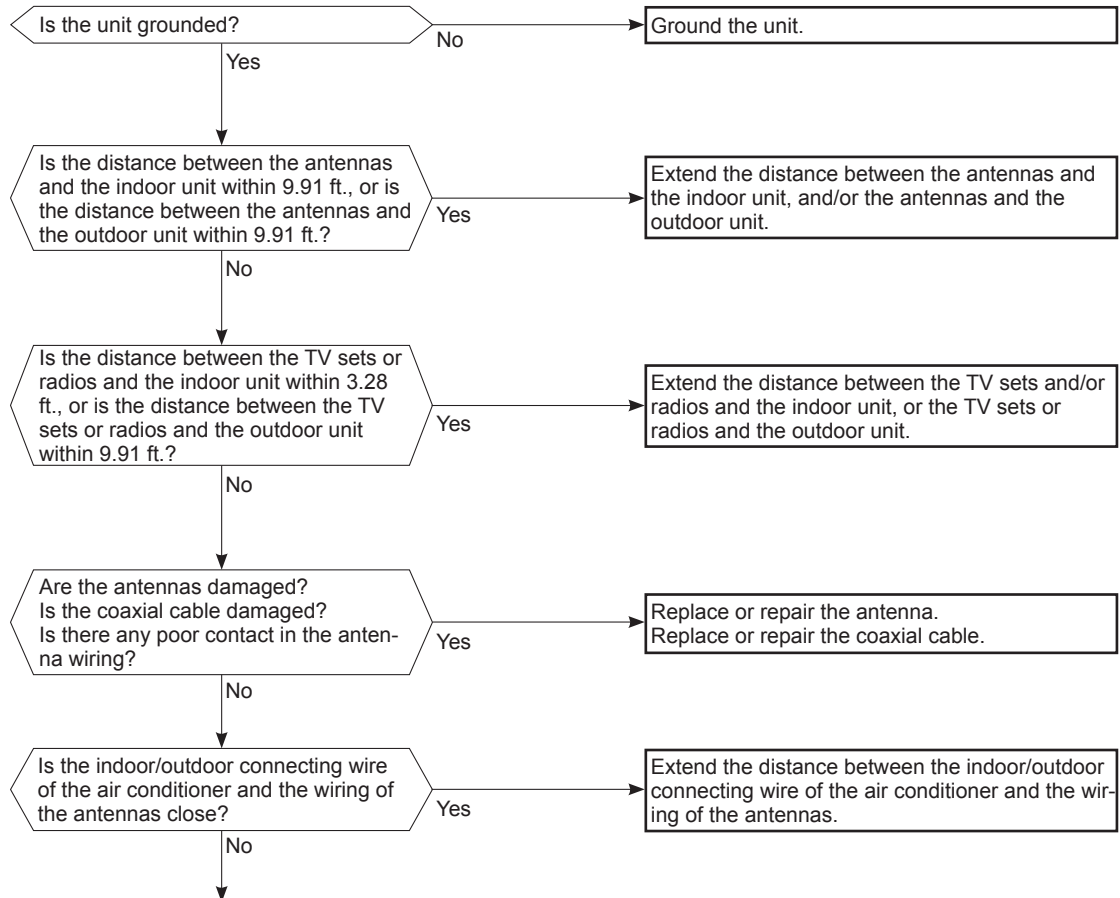 Is the unit grounded?
No
Ground the unit.
Yes
Is the distance between the antennas
and the indoor unit within 9.91 ft., or is
the distance between the antennas and
the outdoor unit within 9.91 ft.?
Yes
Extend the distance between the antennas and
the indoor unit, and/or the antennas and the
outdoor unit.
No
Is the distance between the TV sets or
radios and the indoor unit within 3.28
ft., or is the distance between the TV
sets or radios and the outdoor unit
within 9.91 ft.?
Yes
Extend the distance between the TV sets and/or
radios and the indoor unit, or the TV sets or
radios and the outdoor unit.
No
Are the antennas damaged?
Is the coaxial cable damaged?
Is there any poor contact in the anten-
na wiring?
Yes
Replace or repair the antenna.
Replace or repair the coaxial cable.
No
Is the indoor/outdoor connecting wire
of the air conditioner and the wiring of
the antennas close?
Yes
Extend the distance between the indoor/outdoor
connecting wire of the air conditioner and the wir-
ing of the antennas.
No